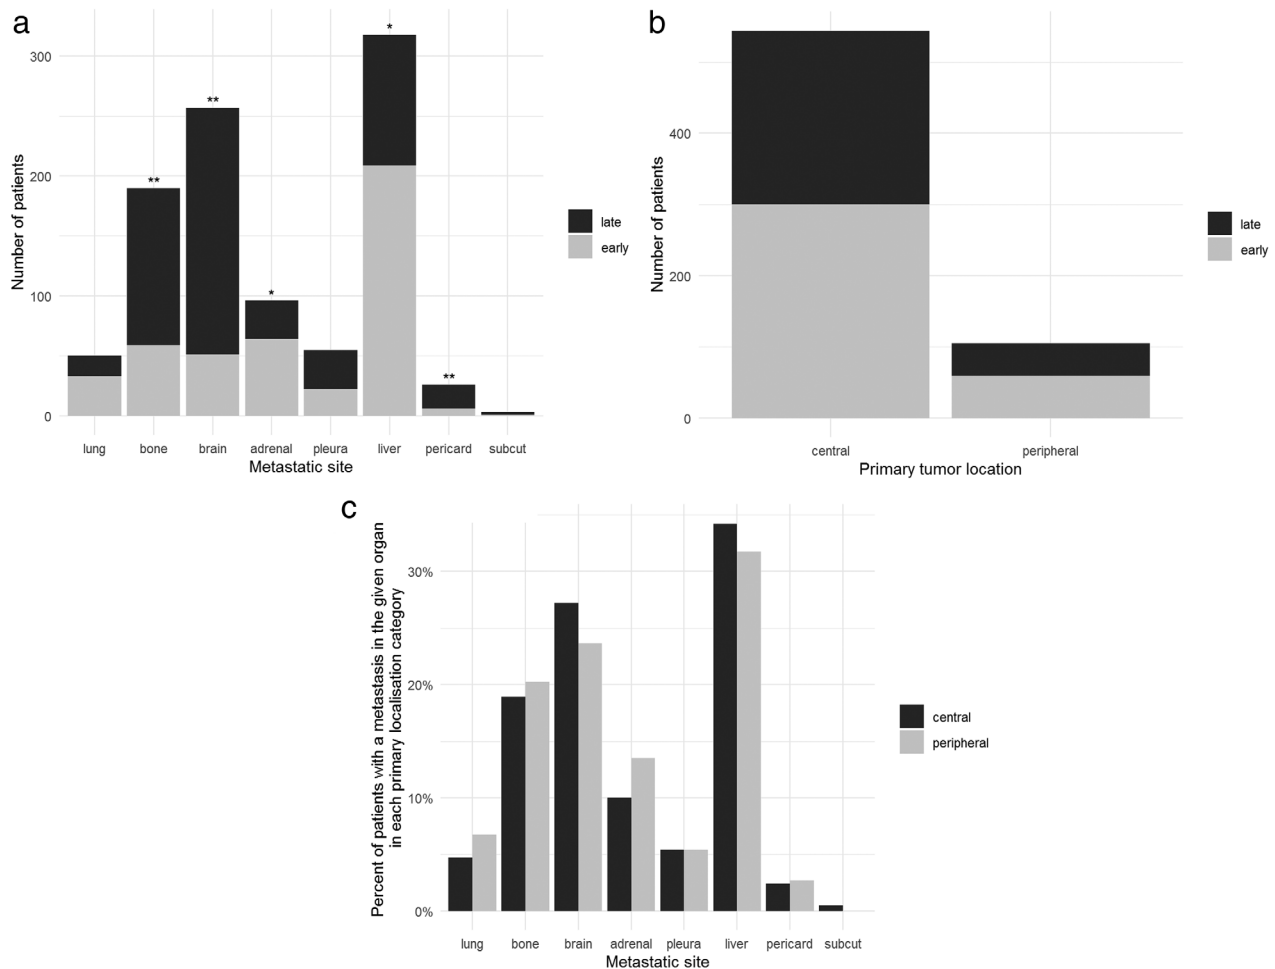 a
Number of patients
300
200
100
0
*
**
**
*
*
**
lung bone brain adrenal pleura liver pericard subcut
Metastatic site
late
early
b
Number of patients
400
200
0
central peripheral
Primary tumor location
late
early
c
Percent of patients with a metastasis in the given organ
in each primary localisation category
30%
20%
10%
0%
lung bone brain adrenal pleura liver pericard subcut
Metastatic site
central
peripheral